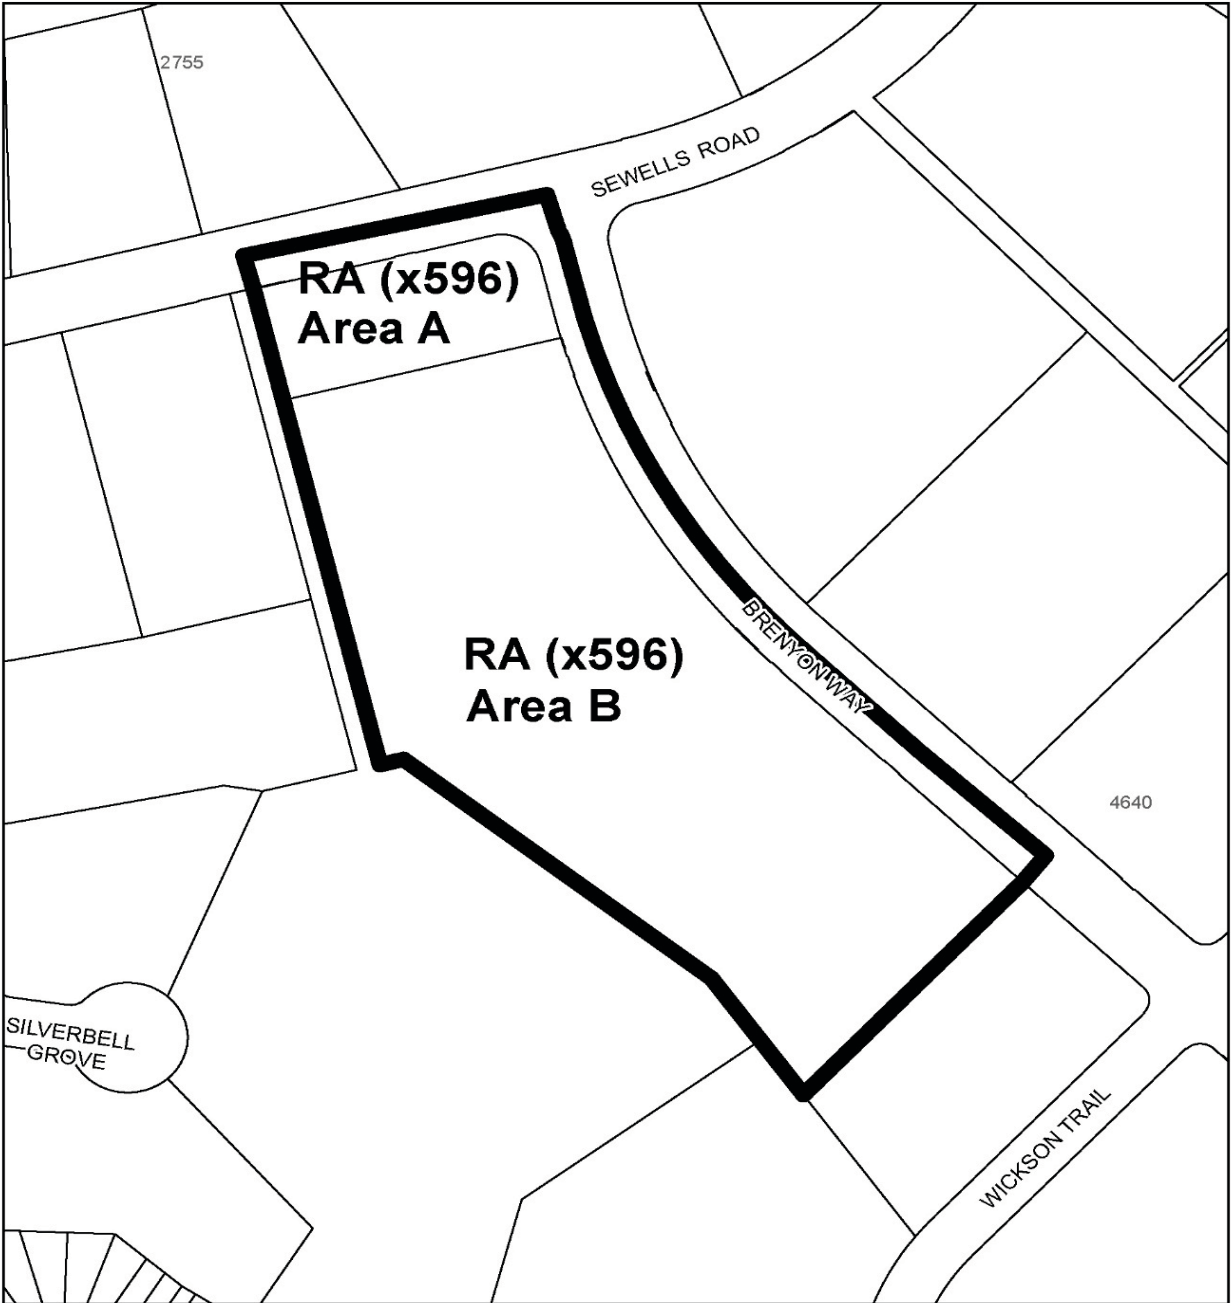 2755
SEWELLS ROAD
RA (x596)
Area A
RA (x596)
Area B
BRENYON WAY
4640
SILVERBELL
GROVE
WICKSON TRAIL